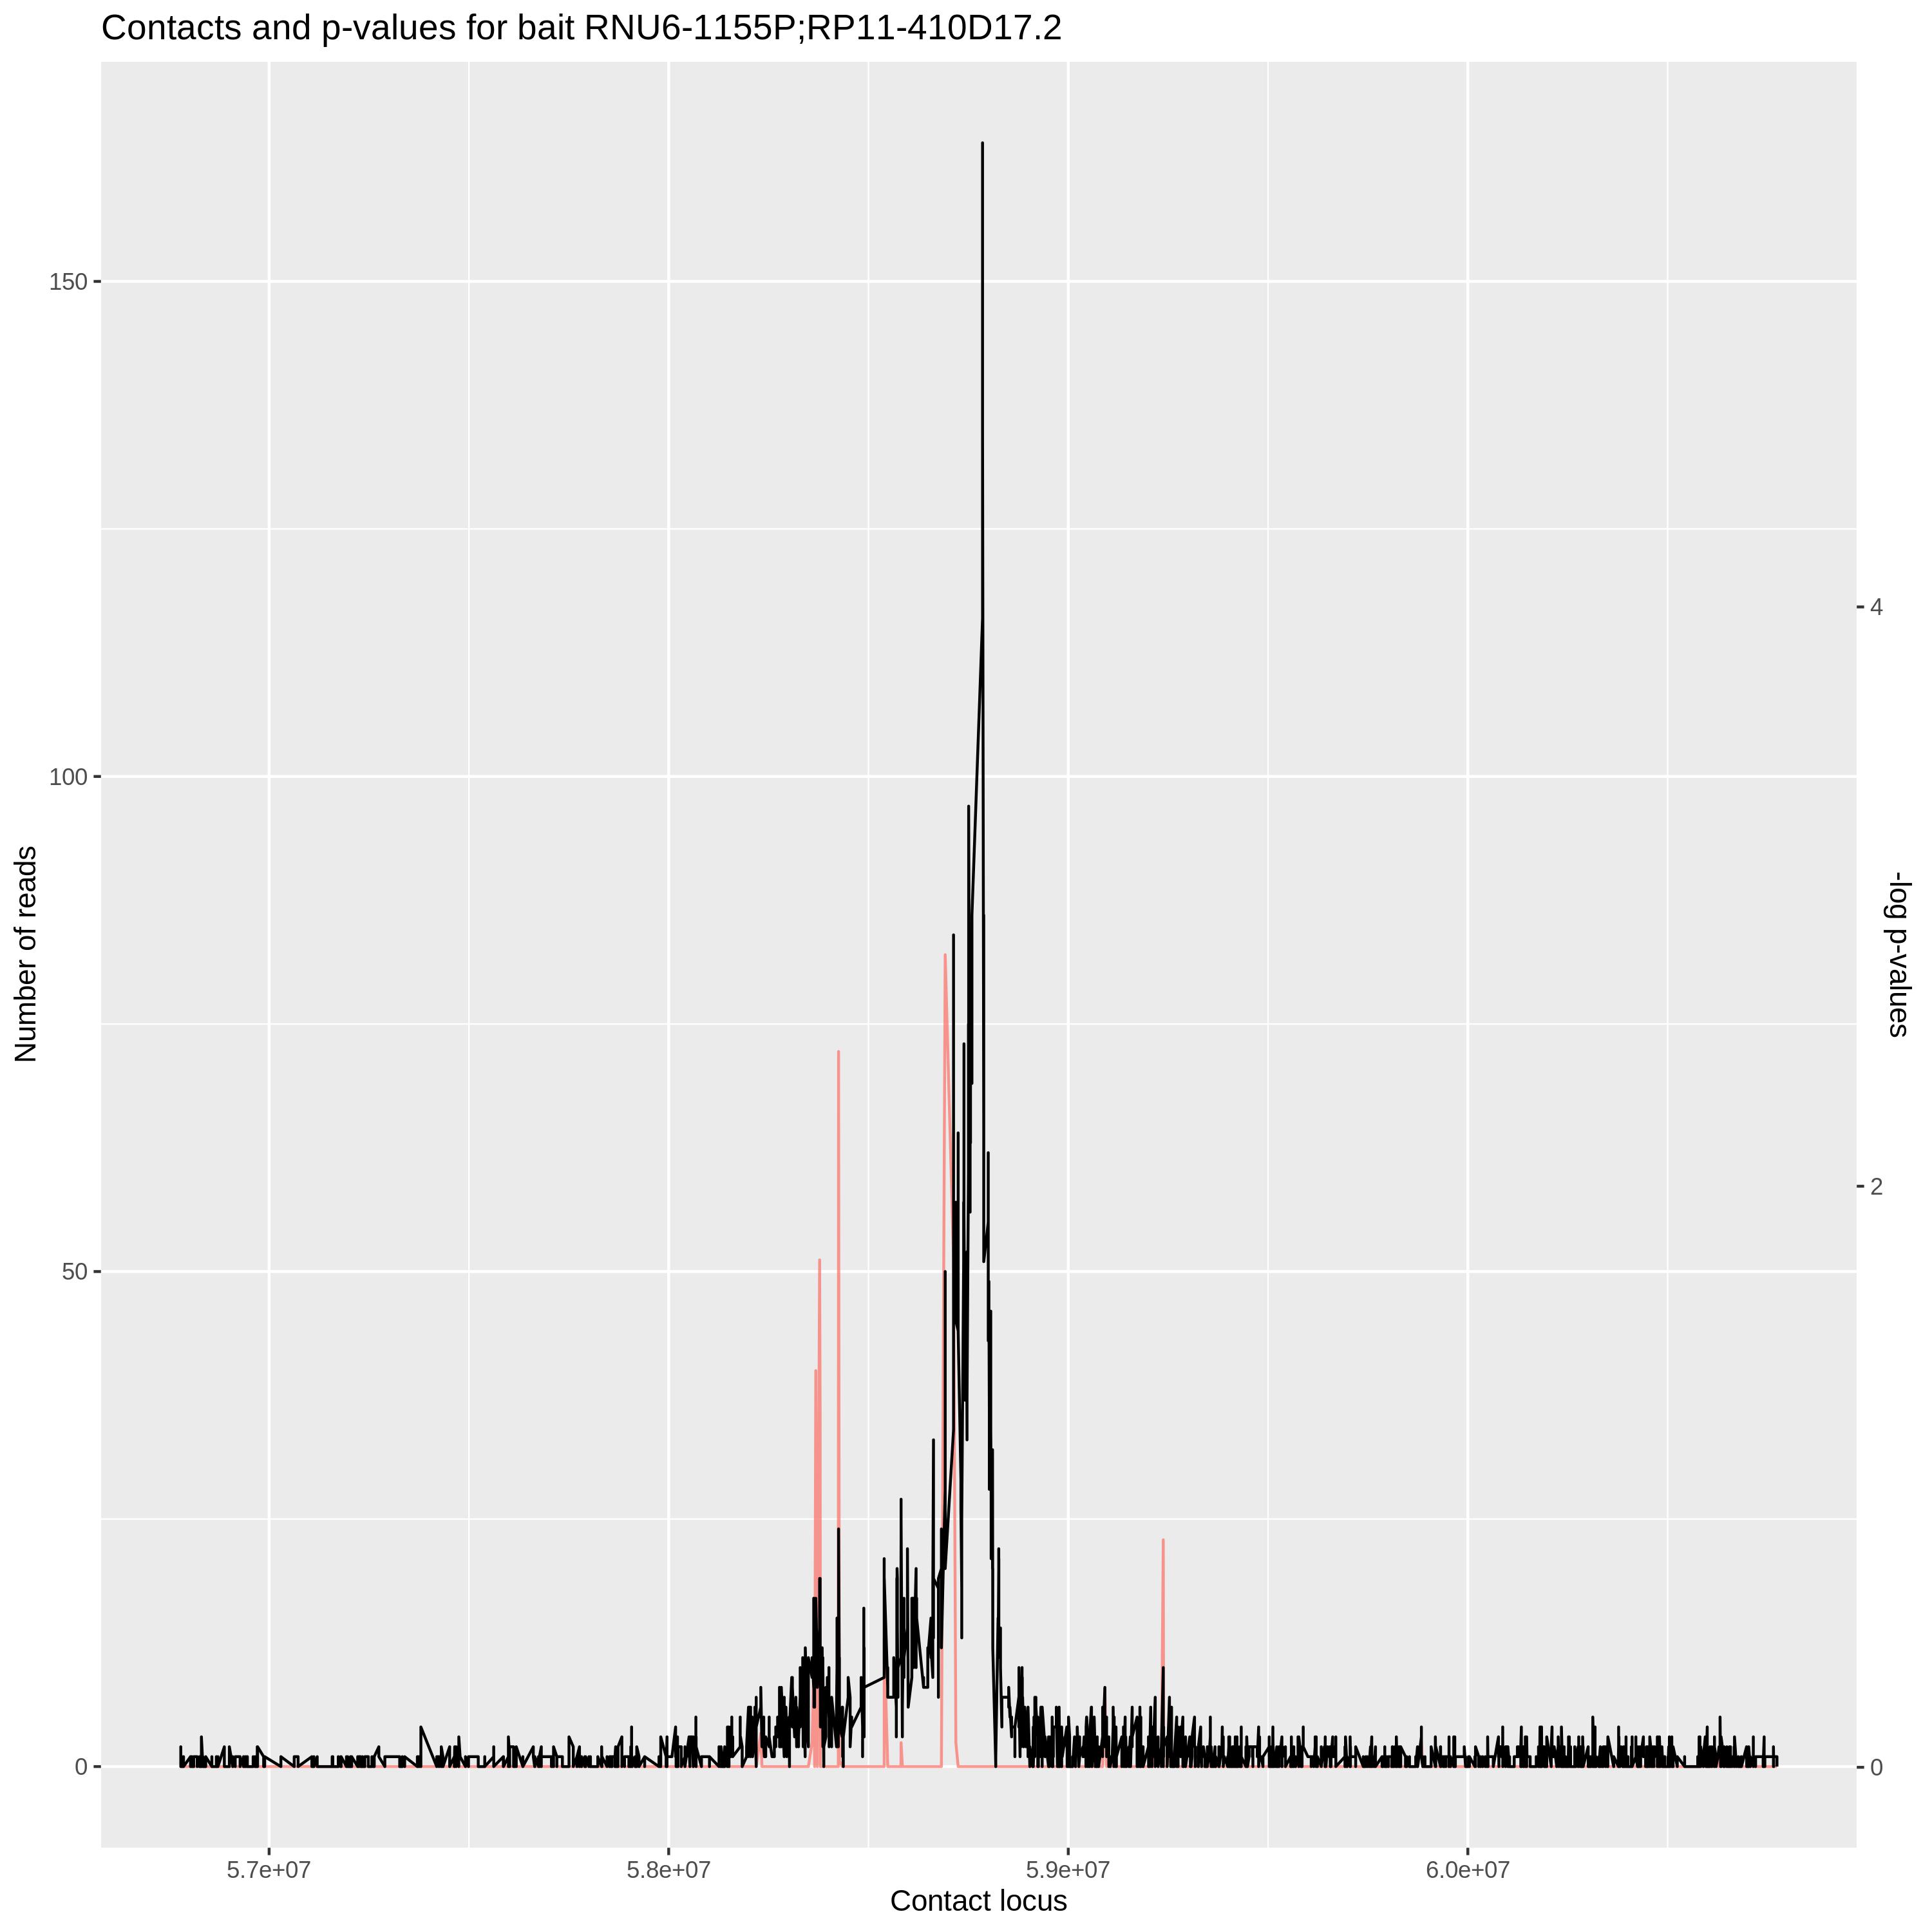 Contacts and p-values for bait RNU6-1155P;RP11-410D17.2
Number of reads
150
100
50
0
4
2
0
-log p-values
5.7e+07 5.8e+07 5.9e+07 6.0e+07
Contact locus